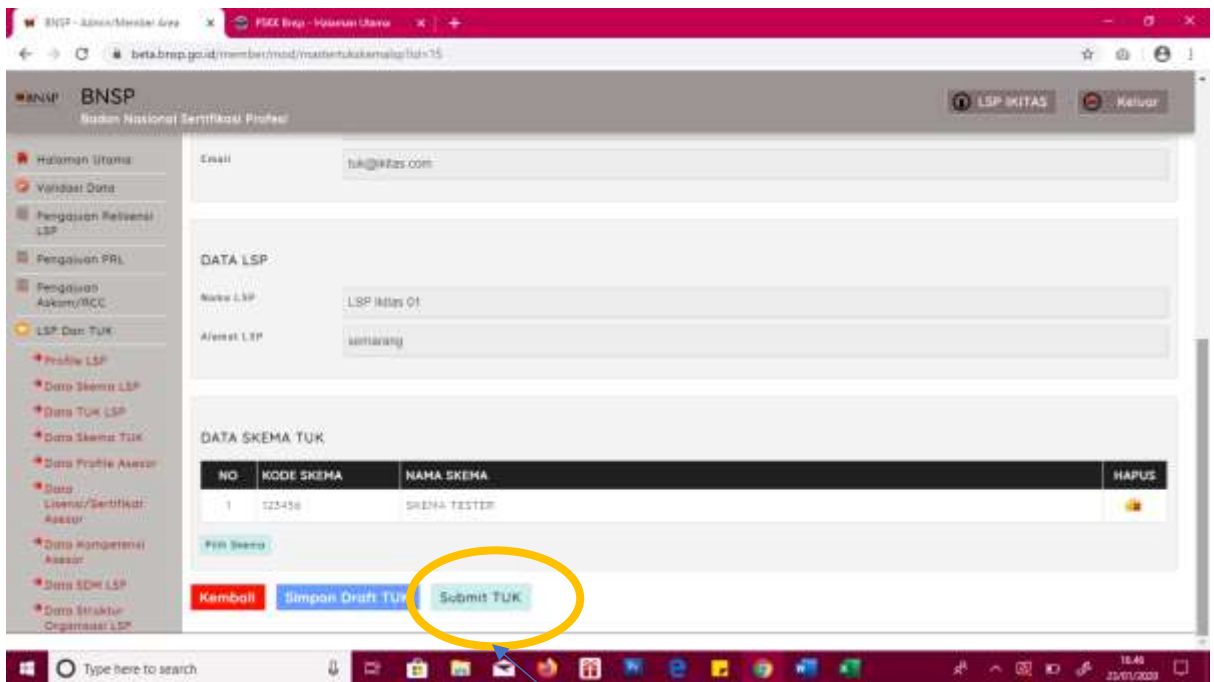 BNSP - Admin/Member Area
PSKK Bnsp - Halaman Utama
beta.bnsp.go.id/member/mod/
BNSP
BNSP
Badan Nasional Sertifikasi Profesi
LSP IKITAS
Keluar
Halaman Utama
Validasi Data
Pengajuan Relisensi
LSP
Pengajuan PRL
Pengajuan
Askom/RCC
LSP Dan TUK
Profile LSP
Data Skema LSP
Data TUK LSP
Data Skema TUK
Data Profile Asesor
Data
Lisensi/Sertifikat
Asesor
Data Kompetensi
Asesor
Data SDM LSP
Data Struktur
Organisasi LSP
Email
tuk@ikitas.com
DATA LSP
Nama LSP
LSP Ikitas 01
Alamat LSP
semarang
DATA SKEMA TUK
NO KODE SKEMA NAMA SKEMA HAPUS
1 123456 SKEMA TESTER
Pilih Skema
Kembali
Simpan Draft TUK
Submit TUK
Type here to search
16.46